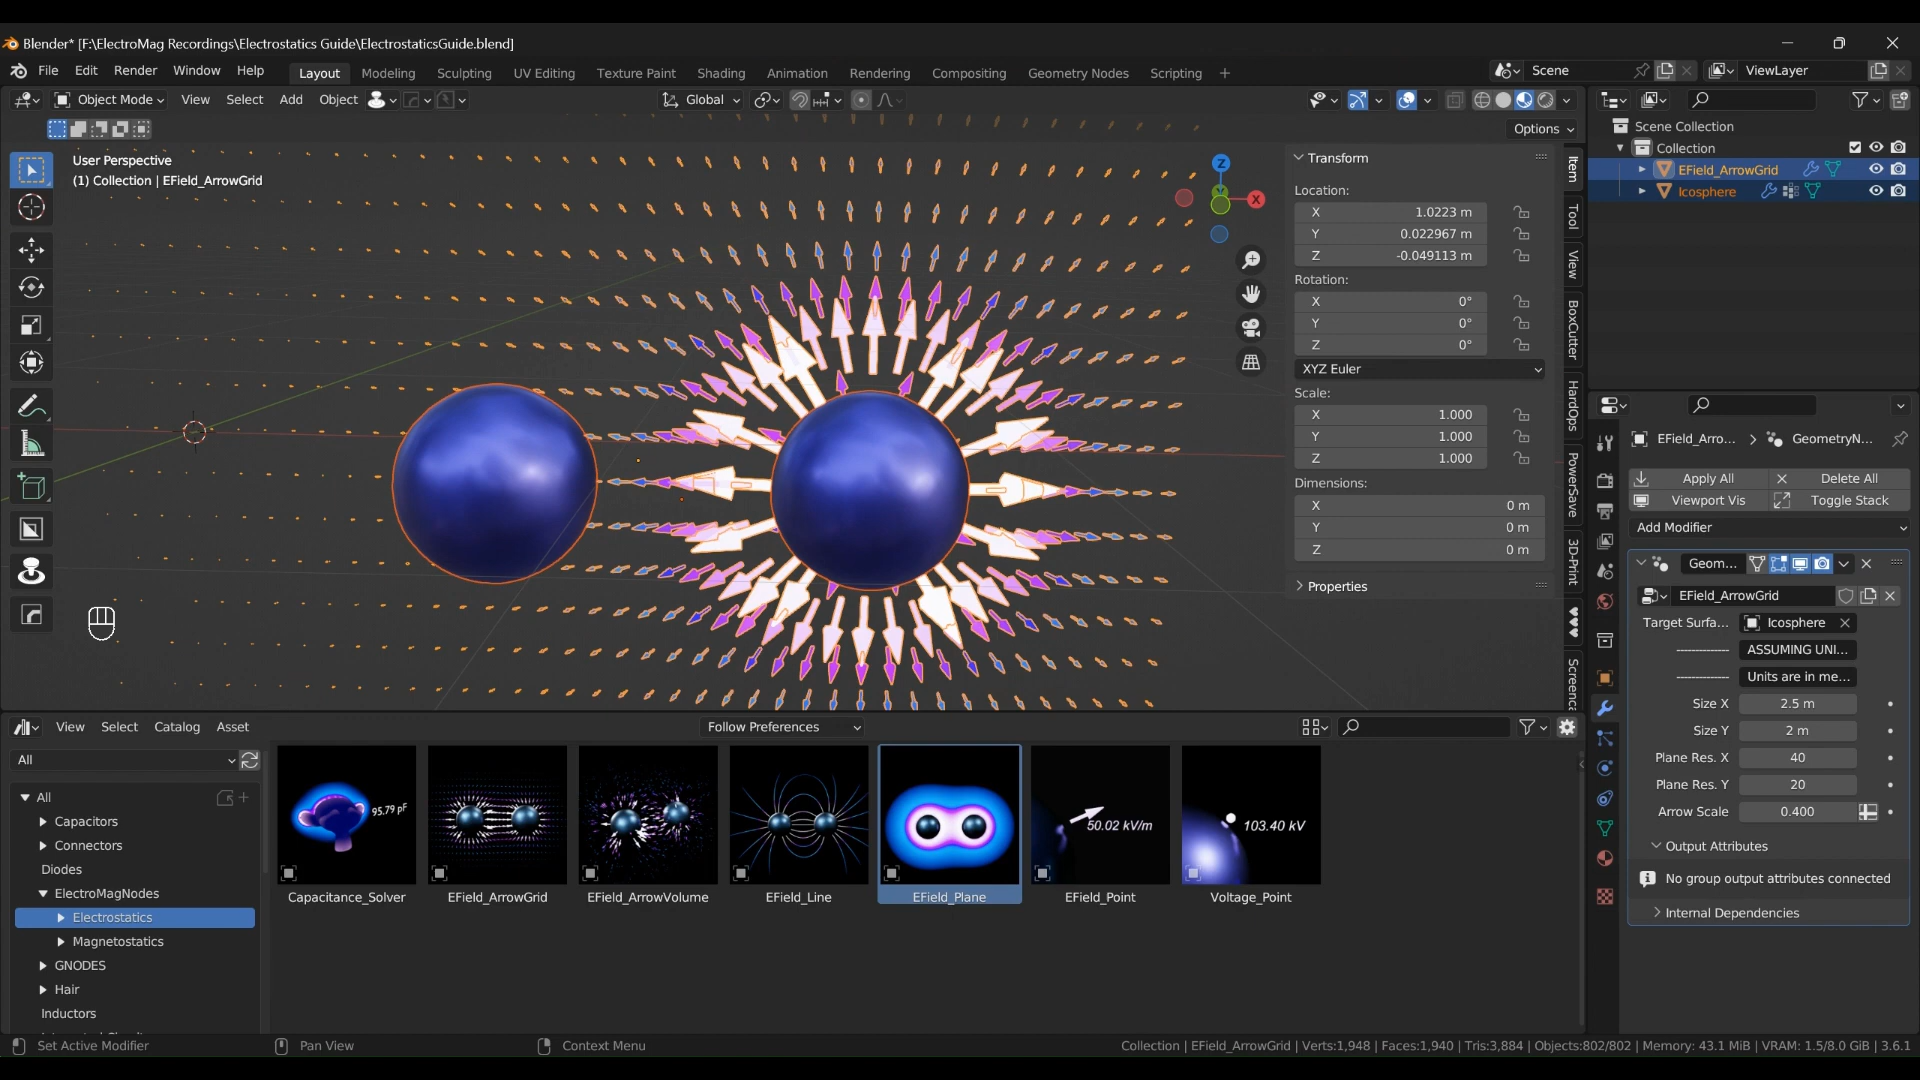 Blender* [F:\ElectroMag Recordings\Electrostatics Guide\ElectrostaticsGuide.blend]
File Edit Render Window Help Layout Modeling Sculpting UV Editing Texture Paint Shading Animation Rendering Compositing Geometry Nodes Scripting + Scene ViewLayer
Object Mode View Select Add Object Global
Options
User Perspective
(1) Collection | EField_ArrowGrid
Z
X
Transform
Location:
X 1.0223 m
Y 0.022967 m
Z -0.049113 m
Rotation:
X 0°
Y 0°
Z 0°
XYZ Euler
Scale:
X 1.000
Y 1.000
Z 1.000
Dimensions:
X 0 m
Y 0 m
Z 0 m
Properties
Item
Tool
View
BoxCutter
HardOps
PowerSave
3D-Print
Screenca
Scene Collection
Collection
EField_ArrowGrid
Icosphere
EField_Arro... > GeometryN...
Apply All Delete All
Viewport Vis Toggle Stack
Add Modifier
Geom...
EField_ArrowGrid
Target Surfa... Icosphere
-------------- ASSUMING UNI...
-------------- Units are in me...
Size X 2.5 m
Size Y 2 m
Plane Res. X 40
Plane Res. Y 20
Arrow Scale 0.400
Output Attributes
No group output attributes connected
Internal Dependencies
View Select Catalog Asset Follow Preferences
All
All
Capacitors
Connectors
Diodes
ElectroMagNodes
Electrostatics
Magnetostatics
GNODES
Hair
Inductors
95.79 pF
50.02 kV/m
103.40 kV
Capacitance_Solver EField_ArrowGrid EField_ArrowVolume EField_Line EField_Plane EField_Point Voltage_Point
Set Active Modifier Pan View Context Menu Collection | EField_ArrowGrid | Verts:1,948 | Faces:1,940 | Tris:3,884 | Objects:802/802 | Memory: 43.1 MiB | VRAM: 1.5/8.0 GiB | 3.6.1